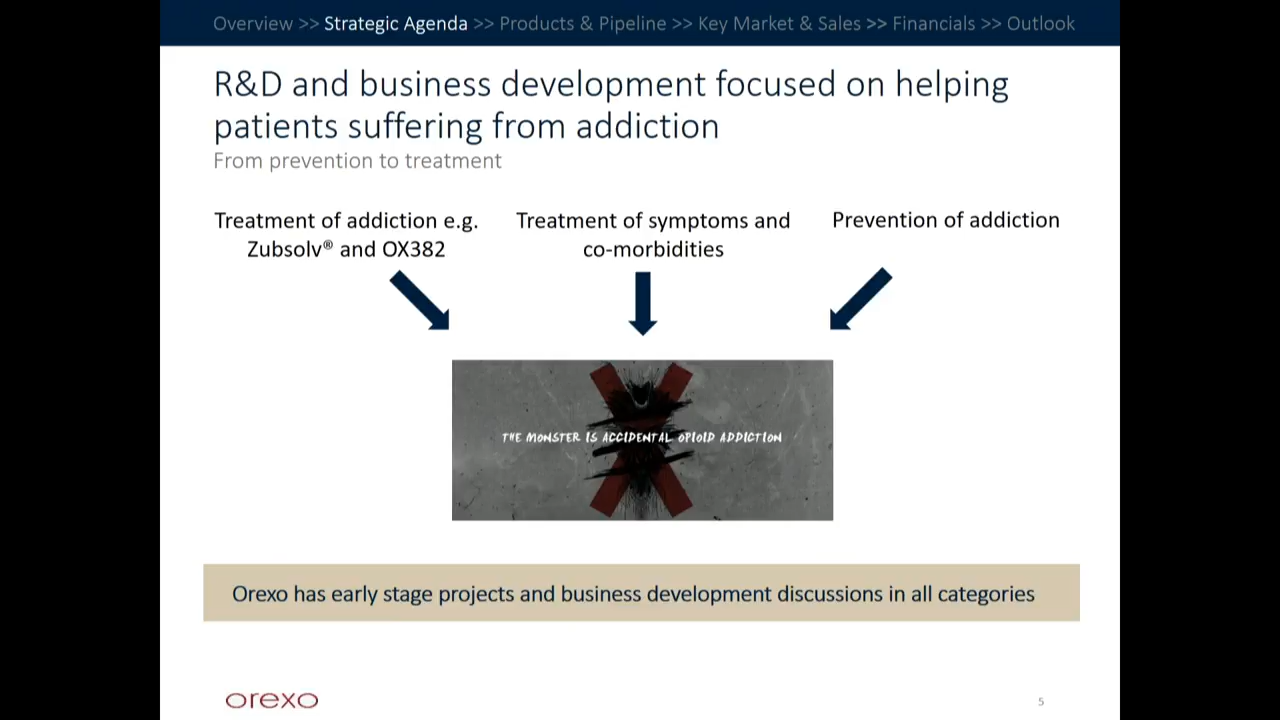 Overview >> Strategic Agenda >> Products & Pipeline >> Key Market & Sales >> Financials >> Outlook
R&D and business development focused on helping
patients suffering from addiction
From prevention to treatment
Treatment of addiction e.g.
Zubsolv® and OX382
Treatment of symptoms and
co-morbidities
Prevention of addiction
THE MONSTER IS ACCIDENTAL OPIOID ADDICTION
Orexo has early stage projects and business development discussions in all categories
orexo
5